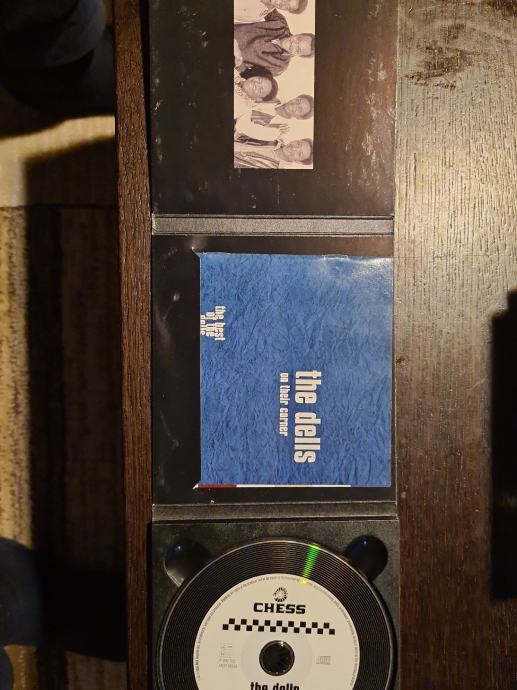 the best
of the
dells
the dells
on their corner
CHESS
the dells